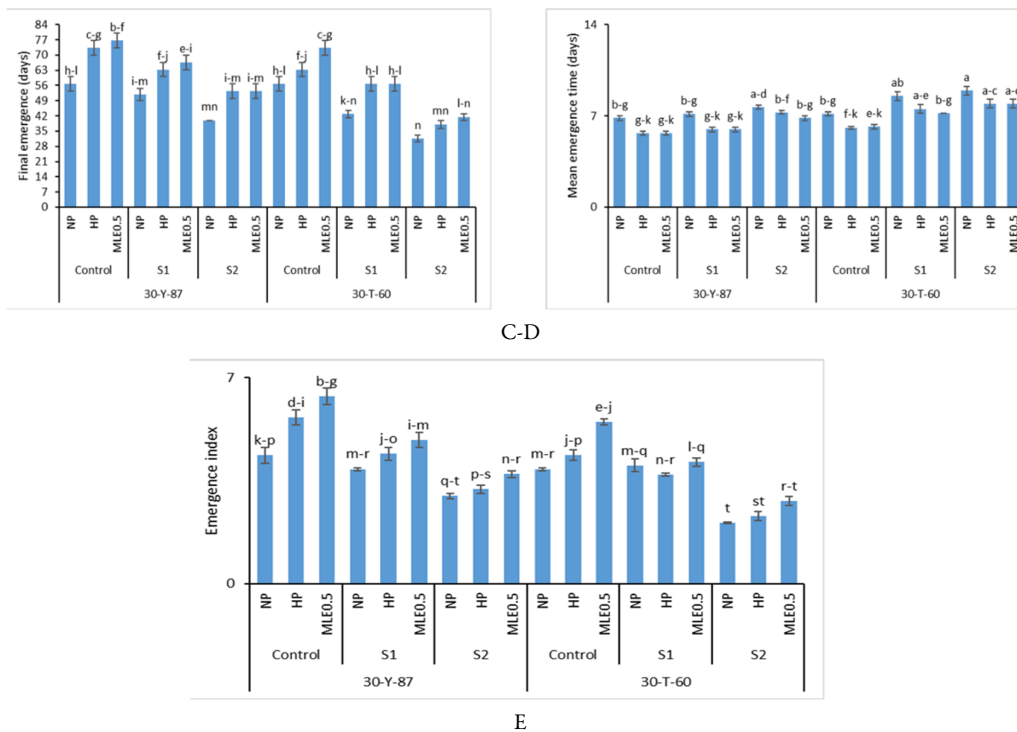 Final emergence (days)
84
77
70
63
56
49
42
35
28
21
14
7
0
h-l c-g b-f i-m f-j e-i mn i-m i-m h-l f-j c-g k-n h-l h-l n mn l-n
NP HP MLE0.5 NP HP MLE0.5 NP HP MLE0.5 NP HP MLE0.5 NP HP MLE0.5 NP HP MLE0.5
Control S1 S2 Control S1 S2
30-Y-87 30-T-60
Mean emergence time (days)
14
7
0
b-g g-k g-k b-g g-k g-k a-d b-f b-g b-g f-k e-k ab a-e b-g a a-c
NP HP MLE0.5 NP HP MLE0.5 NP HP MLE0.5 NP HP MLE0.5 NP HP MLE0.5 NP HP MLE0.5
Control S1 S2 Control S1 S2
30-Y-87 30-T-60
C-D
Emergence index
7
0
k-p d-i b-g m-r j-o i-m q-t p-s n-r m-r j-p e-j m-q n-r l-q t st r-t
NP HP MLE0.5 NP HP MLE0.5 NP HP MLE0.5 NP HP MLE0.5 NP HP MLE0.5 NP HP MLE0.5
Control S1 S2 Control S1 S2
30-Y-87 30-T-60
E